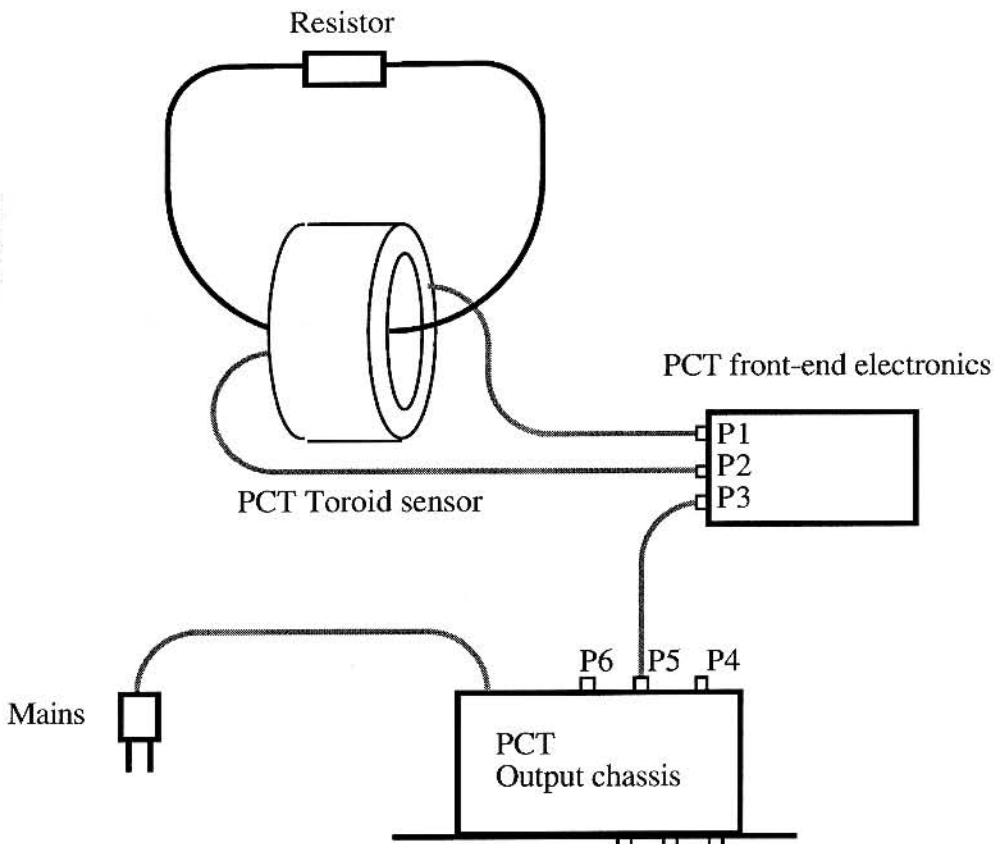 Resistor
PCT front-end electronics
P1
P2
P3
PCT Toroid sensor
P6 P5 P4
Mains
PCT
Output chassis